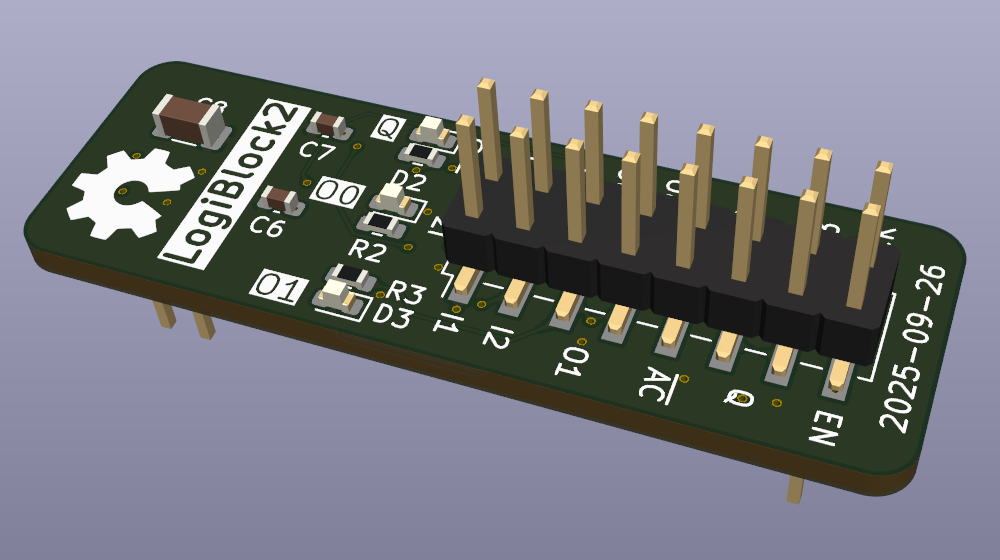 LogiBlock2
C7
C6
Q
O0
D2
R2
O1
R3
D3
I1
I2
O1
AC
Q
EN
2025-09-26